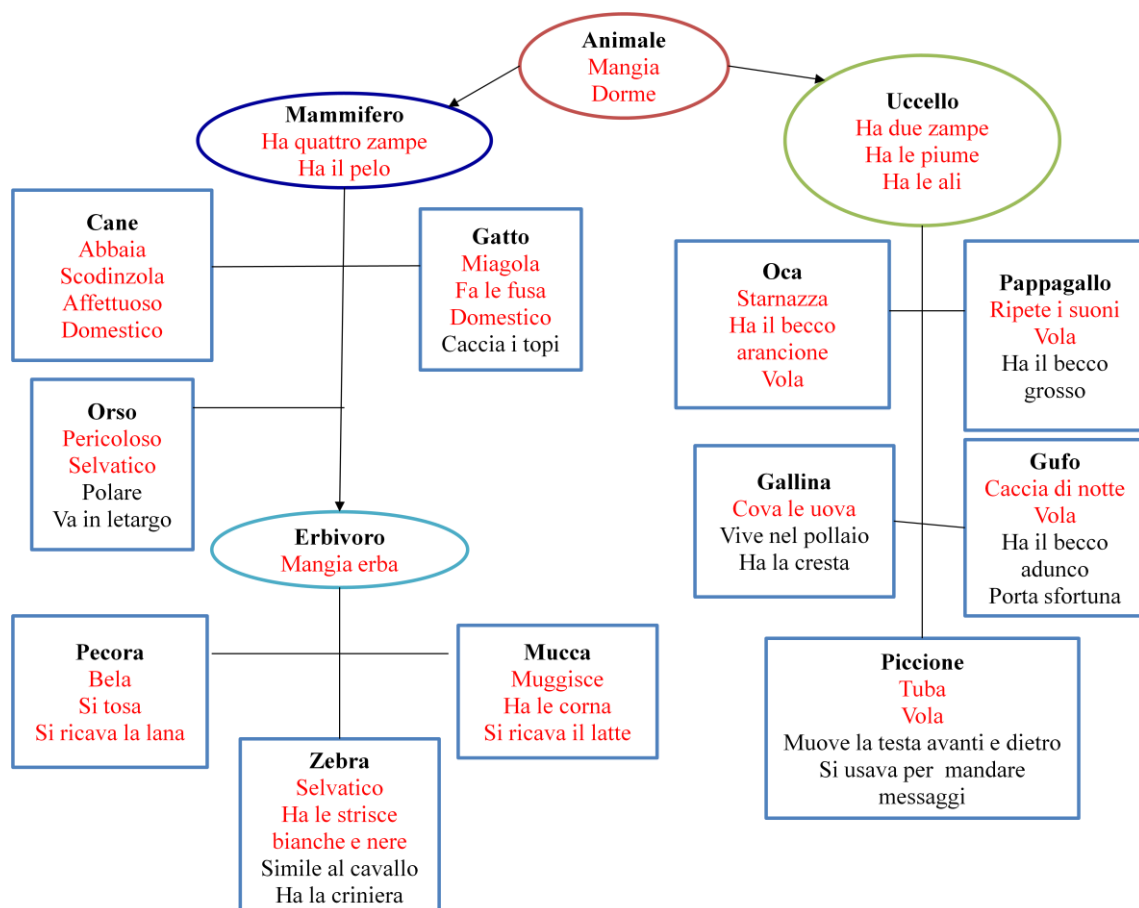 Animale
Mangia
Dorme
Mammifero
Ha quattro zampe
Ha il pelo
Uccello
Ha due zampe
Ha le piume
Ha le ali
Cane
Abbaia
Scodinzola
Affettuoso
Domestico
Gatto
Miagola
Fa le fusa
Domestico
Caccia i topi
Oca
Starnazza
Ha il becco
arancione
Vola
Pappagallo
Ripete i suoni
Vola
Ha il becco
grosso
Orso
Pericoloso
Selvatico
Polare
Va in letargo
Gallina
Cova le uova
Vive nel pollaio
Ha la cresta
Gufo
Caccia di notte
Vola
Ha il becco
adunco
Porta sfortuna
Erbivoro
Mangia erba
Pecora
Bela
Si tosa
Si ricava la lana
Mucca
Muggisce
Ha le corna
Si ricava il latte
Piccione
Tuba
Vola
Muove la testa avanti e dietro
Si usava per mandare
messaggi
Zebra
Selvatico
Ha le strisce
bianche e nere
Simile al cavallo
Ha la criniera